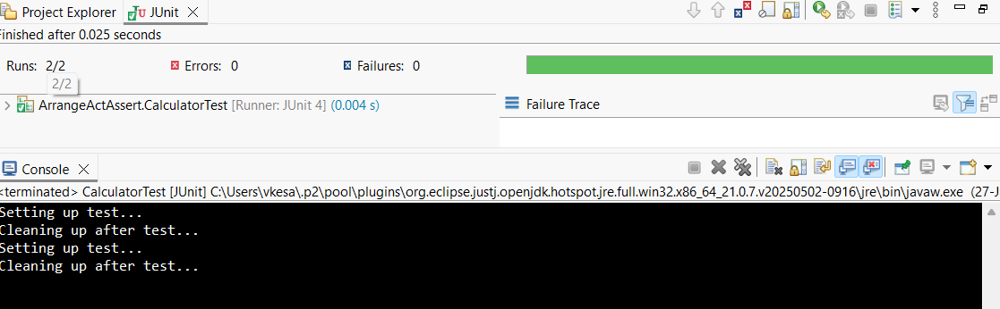 Project Explorer JUnit
Finished after 0.025 seconds
Runs: 2/2 Errors: 0 Failures: 0
2/2
ArrangeActAssert.CalculatorTest [Runner: JUnit 4] (0.004 s)
Failure Trace
Console
<terminated> CalculatorTest [JUnit] C:\Users\vkesa\.p2\pool\plugins\org.eclipse.justj.openjdk.hotspot.jre.full.win32.x86_64_21.0.7.v20250502-0916\jre\bin\javaw.exe (27-J
Setting up test...
Cleaning up after test...
Setting up test...
Cleaning up after test...